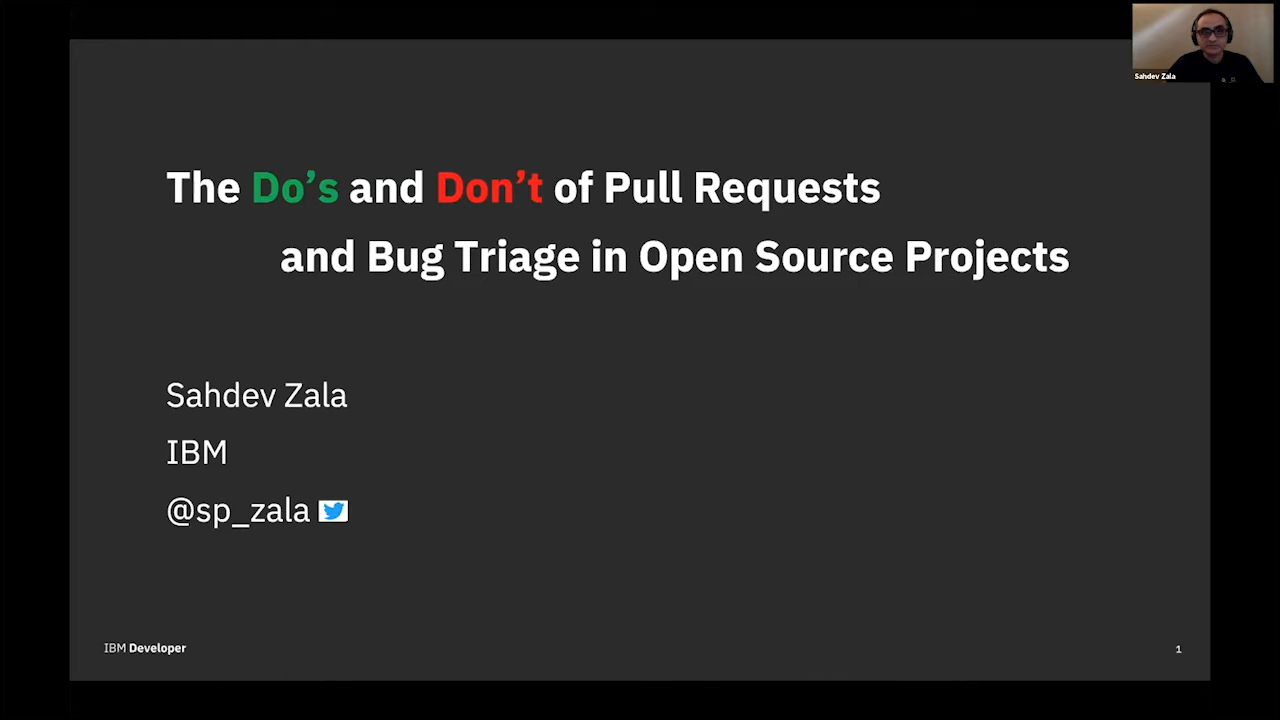 Sahdev Zala
The Do's and Don't of Pull Requests
and Bug Triage in Open Source Projects
Sahdev Zala
IBM
@sp_zala
IBM Developer
1